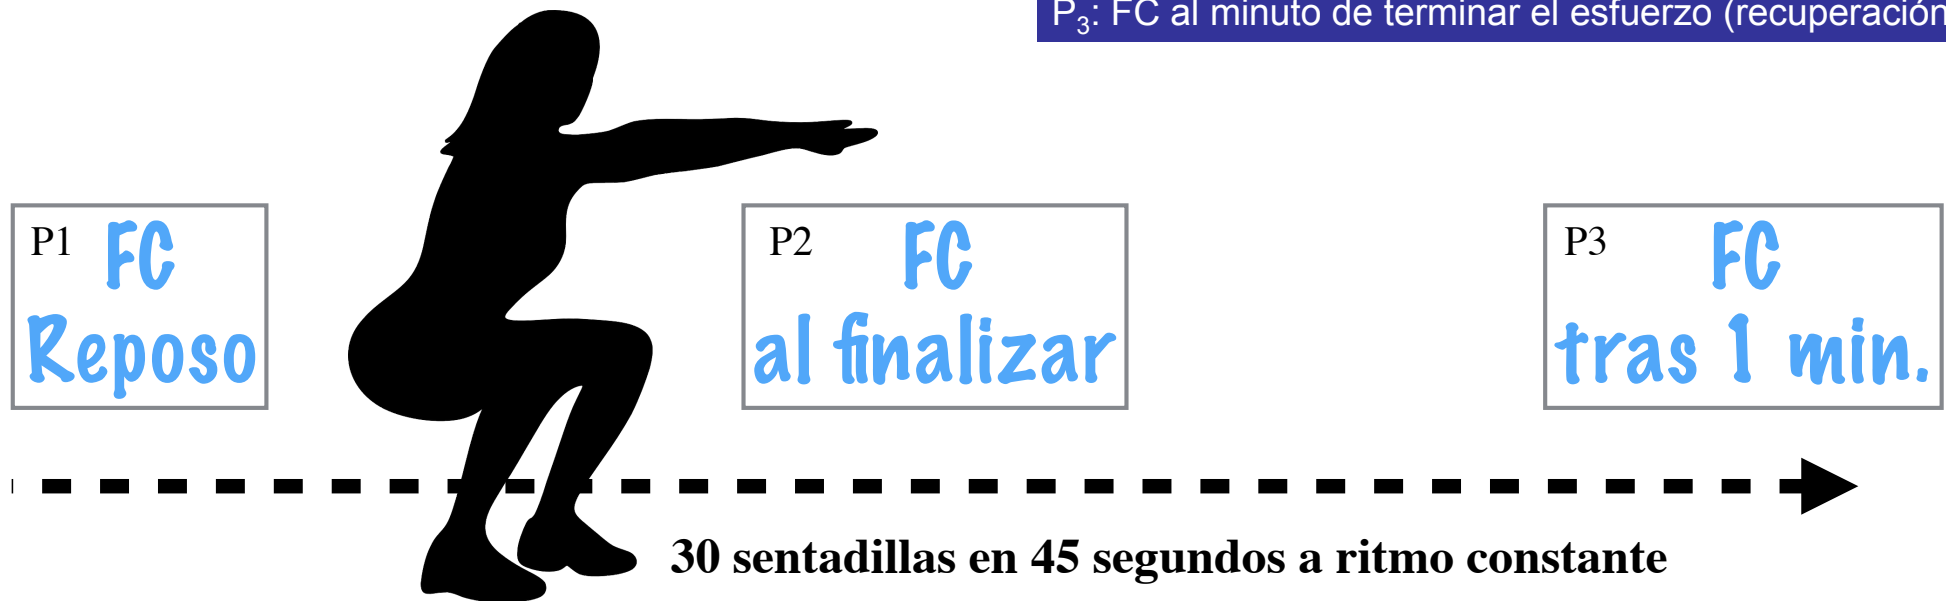 P₃: FC al minuto de terminar el esfuerzo (recuperación
P1 FC
Reposo
P2 FC
al finalizar
P3 FC
tras 1 min.
30 sentadillas en 45 segundos a ritmo constante